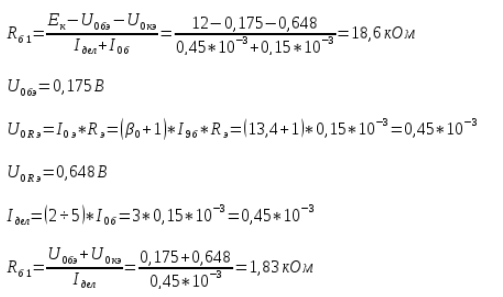 R_б1 = (E_к − U_0бэ − U_0кэ) / (I_дел + I_0б) = (12 − 0,175 − 0,648) / (0,45*10^−3 + 0,15*10^−3) = 18,6 кОм
U_0бэ = 0,175 В
U_0Rэ = I_0э * R_э = (β_0 + 1) * I_9б * R_э = (13,4 + 1) * 0,15*10^−3 = 0,45*10^−3
U_0Rэ = 0,648 В
I_дел = (2 ÷ 5) * I_0б = 3 * 0,15*10^−3 = 0,45*10^−3
R_б1 = (U_0бэ + U_0кэ) / I_дел = (0,175 + 0,648) / (0,45*10^−3) = 1,83 кОм